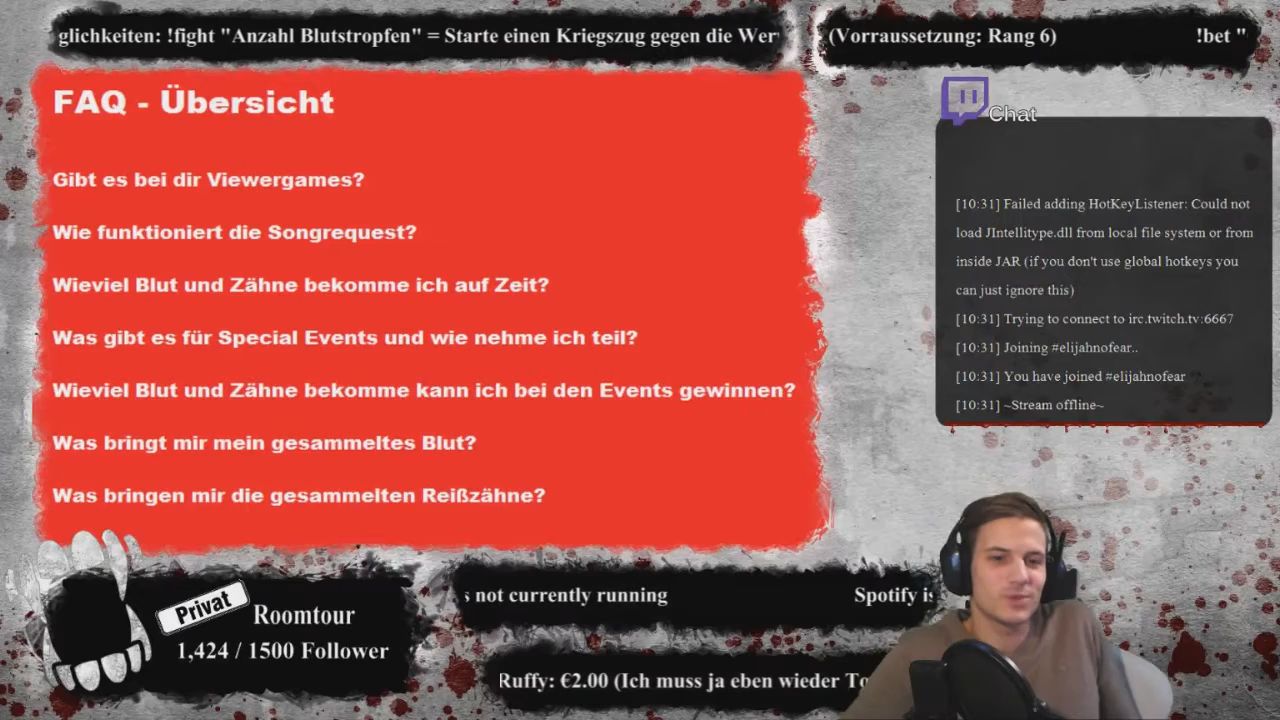 glichkeiten: !fight "Anzahl Blutstropfen" = Starte einen Kriegszug gegen die Wer
(Vorraussetzung: Rang 6) !bet "
FAQ - Übersicht
Gibt es bei dir Viewergames?
Wie funktioniert die Songrequest?
Wieviel Blut und Zähne bekomme ich auf Zeit?
Was gibt es für Special Events und wie nehme ich teil?
Wieviel Blut und Zähne bekomme kann ich bei den Events gewinnen?
Was bringt mir mein gesammeltes Blut?
Was bringen mir die gesammelten Reißzähne?
Chat
[10:31] Failed adding HotKeyListener: Could not
load JIntellitype.dll from local file system or from
inside JAR (if you don't use global hotkeys you
can just ignore this)
[10:31] Trying to connect to irc.twitch.tv:6667
[10:31] Joining #elijahnofear..
[10:31] You have joined #elijahnofear
[10:31] ~Stream offline~
Privat
Roomtour
1,424 / 1500 Follower
s not currently running Spotify is
Ruffy: €2.00 (Ich muss ja eben wieder To